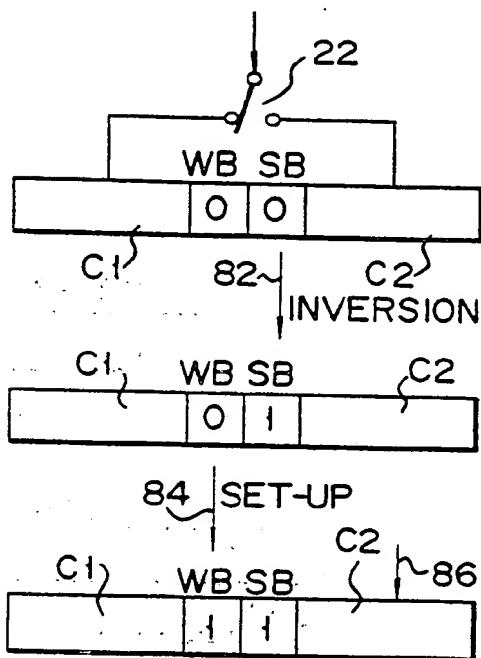 22
WB SB
0 0
C1 82 C2
INVERSION
C1 WB SB C2
0 1
84 SET-UP
C1 WB SB C2 86
1 1